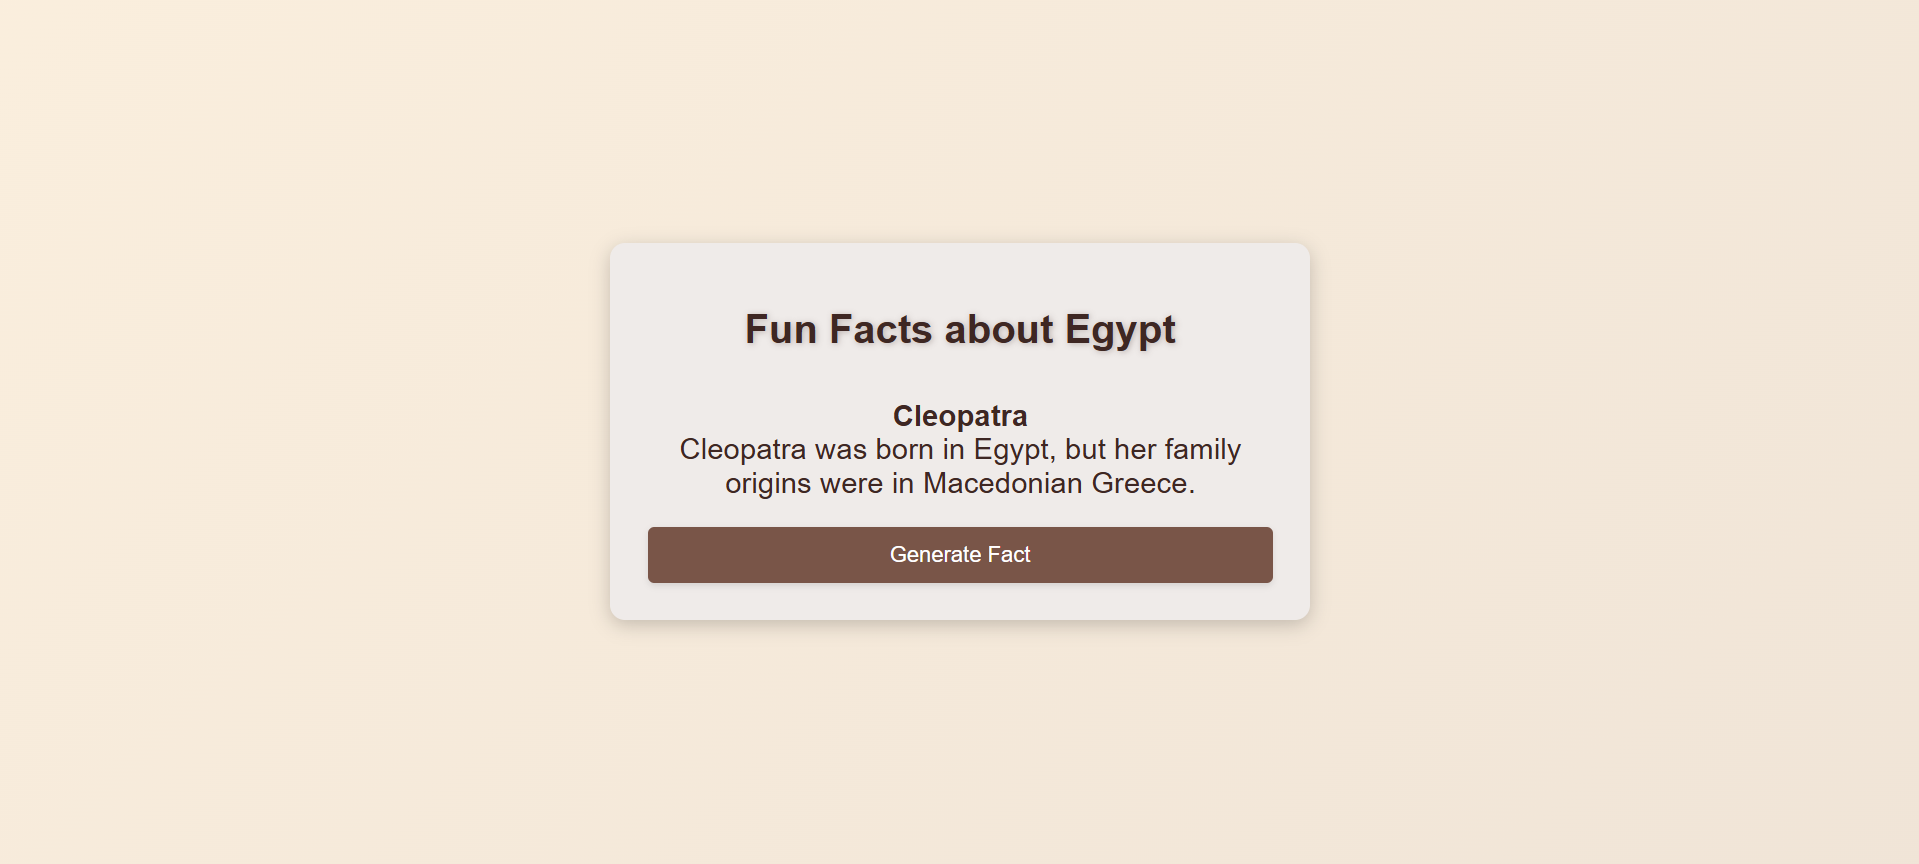 Fun Facts about Egypt
Cleopatra
Cleopatra was born in Egypt, but her family
origins were in Macedonian Greece.
Generate Fact